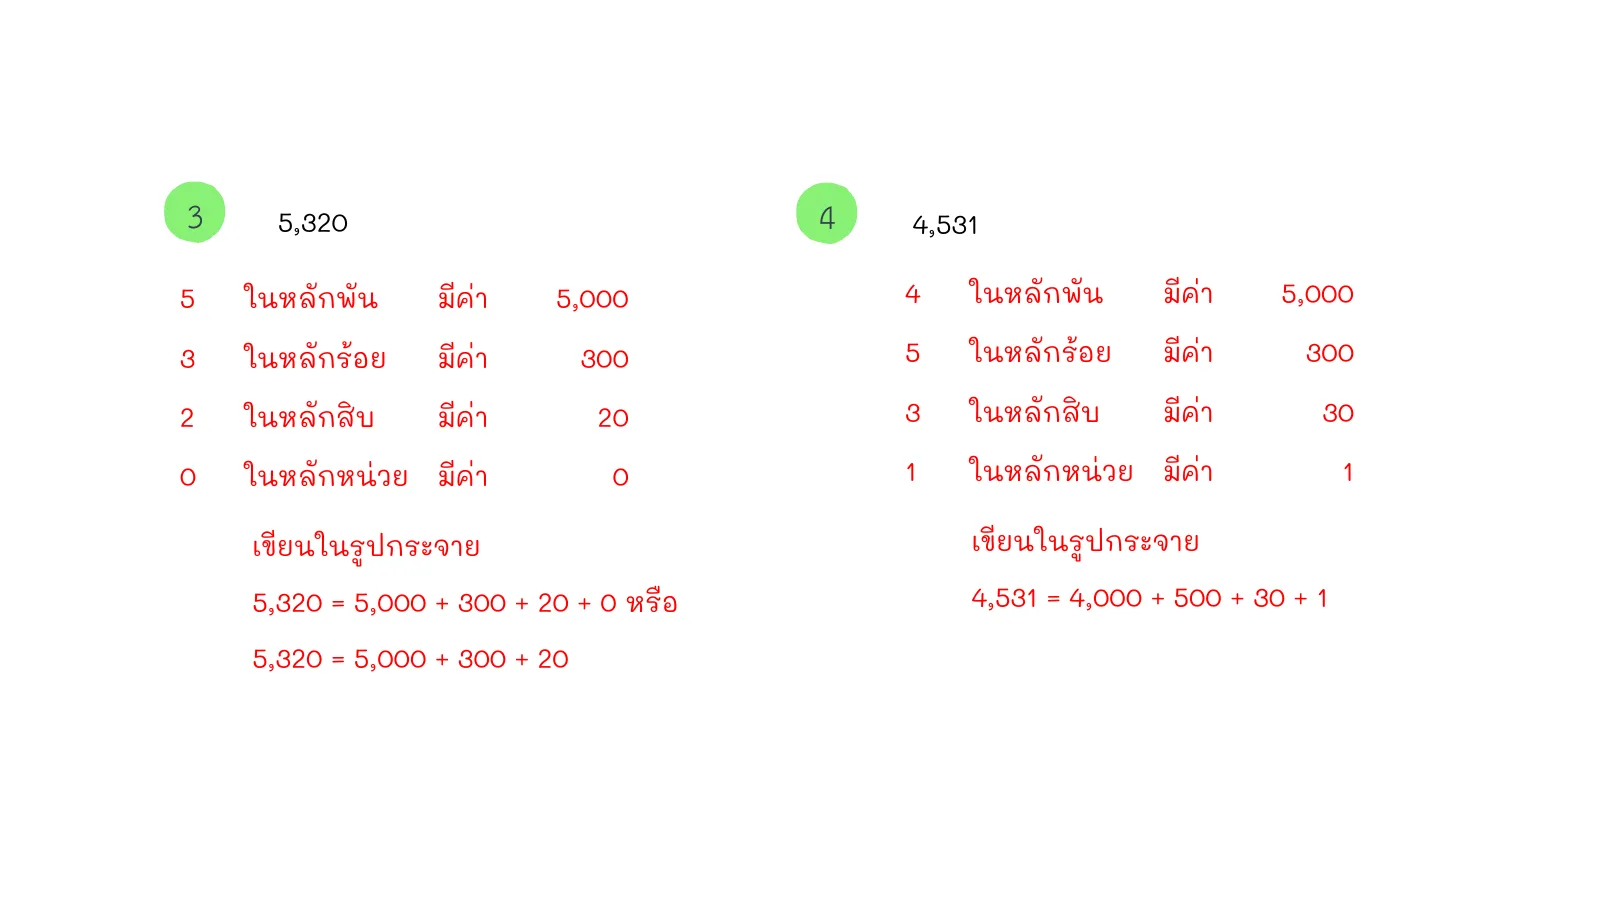 3 5,320
5 ในหลักพัน มีค่า 5,000
3 ในหลักร้อย มีค่า 300
2 ในหลักสิบ มีค่า 20
0 ในหลักหน่วย มีค่า 0
เขียนในรูปกระจาย
5,320 = 5,000 + 300 + 20 + 0 หรือ
5,320 = 5,000 + 300 + 20
4 4,531
4 ในหลักพัน มีค่า 5,000
5 ในหลักร้อย มีค่า 300
3 ในหลักสิบ มีค่า 30
1 ในหลักหน่วย มีค่า 1
เขียนในรูปกระจาย
4,531 = 4,000 + 500 + 30 + 1